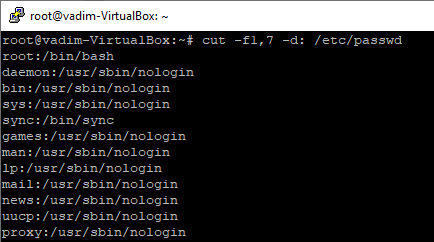 root@vadim-VirtualBox: ~
root@vadim-VirtualBox:~# cut -f1,7 -d: /etc/passwd
root:/bin/bash
daemon:/usr/sbin/nologin
bin:/usr/sbin/nologin
sys:/usr/sbin/nologin
sync:/bin/sync
games:/usr/sbin/nologin
man:/usr/sbin/nologin
lp:/usr/sbin/nologin
mail:/usr/sbin/nologin
news:/usr/sbin/nologin
uucp:/usr/sbin/nologin
proxy:/usr/sbin/nologin